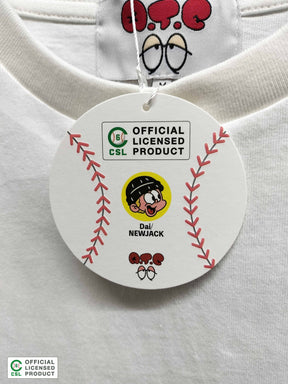 O.T.C
OFFICIAL
LICENSED
PRODUCT
CSL
Dai/
NEWJACK
O.T.C
OFFICIAL
LICENSED
PRODUCT
CSL